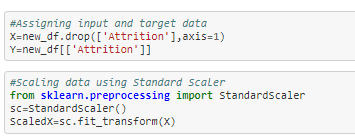 #Assigning input and target data
X=new_df.drop(['Attrition'],axis=1)
Y=new_df[['Attrition']]
#Scaling data using Standard Scaler
from sklearn.preprocessing import StandardScaler
sc=StandardScaler()
ScaledX=sc.fit_transform(X)